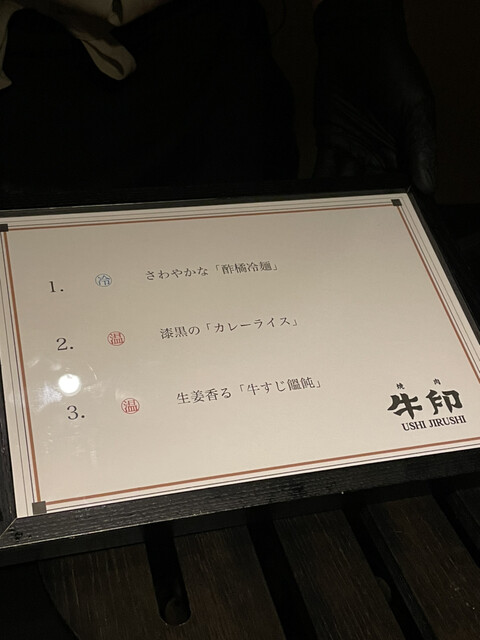 1. 冷 さわやかな「酢橘冷麺」
2. 温 漆黒の「カレーライス」
3. 温 生姜香る「牛すじ饂飩」
焼肉
牛印
USHI JIRUSHI